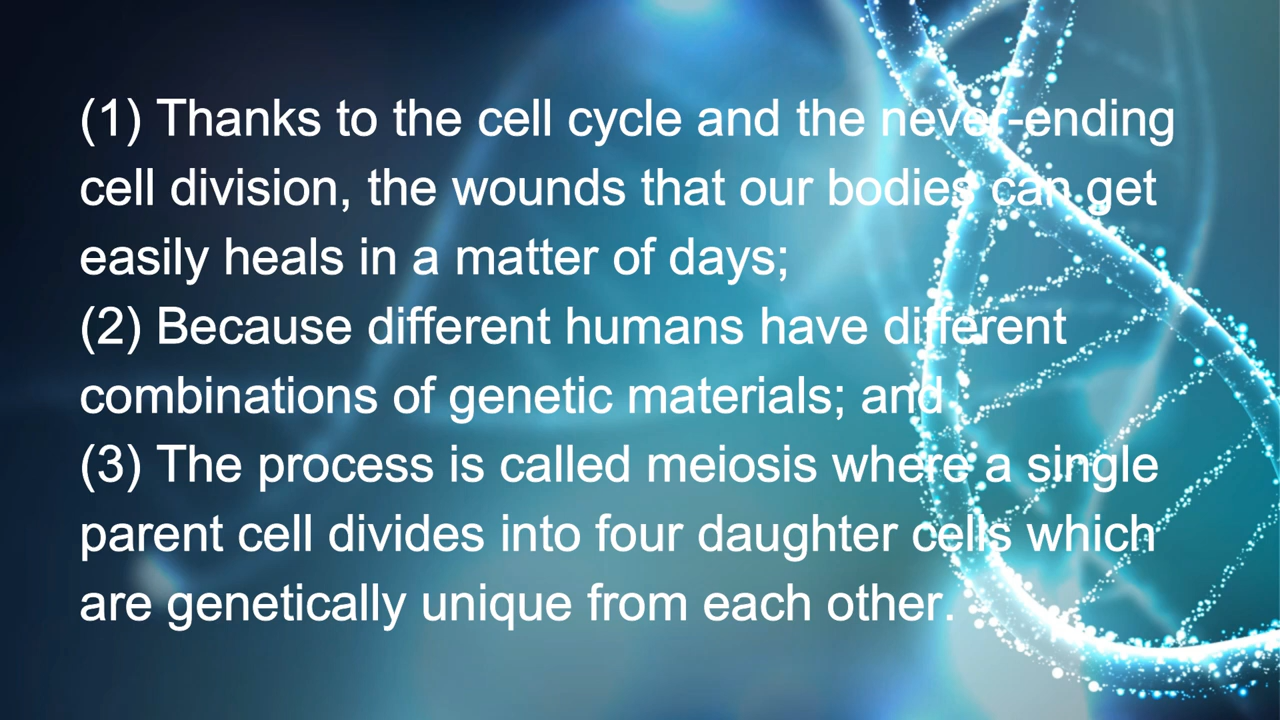 (1) Thanks to the cell cycle and the never-ending
cell division, the wounds that our bodies can get
easily heals in a matter of days;
(2) Because different humans have different
combinations of genetic materials; and
(3) The process is called meiosis where a single
parent cell divides into four daughter cells which
are genetically unique from each other.